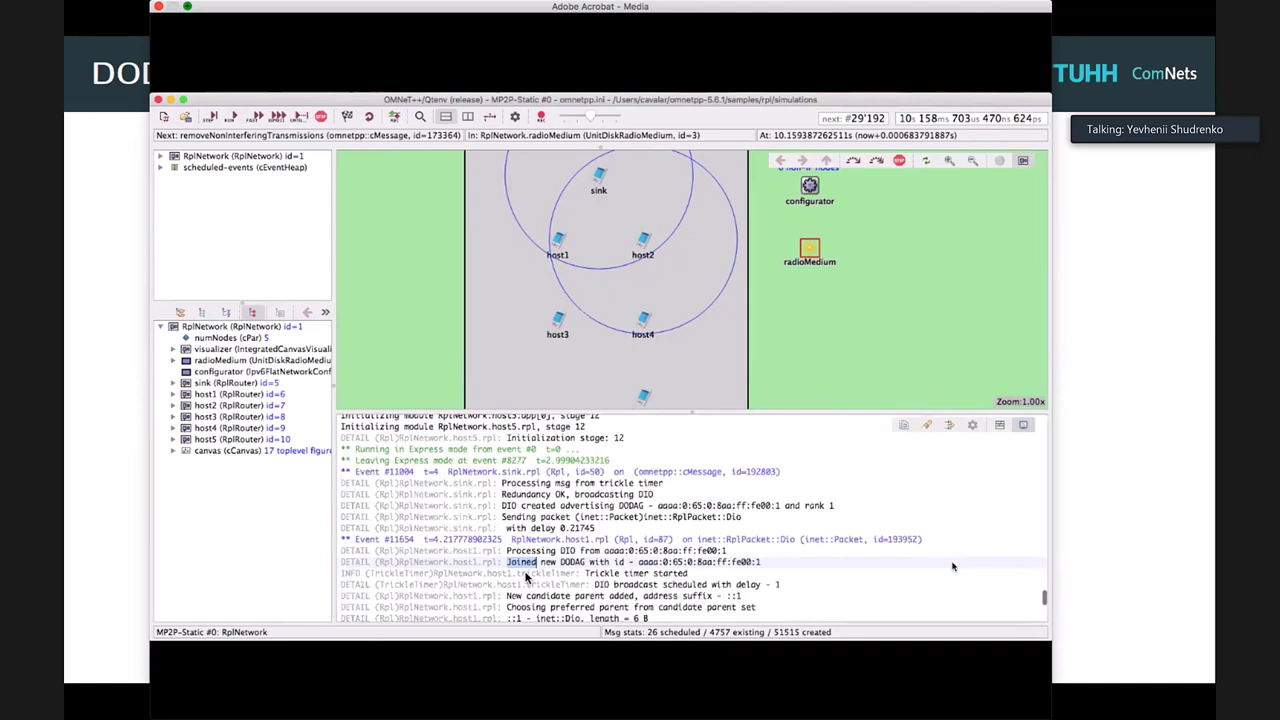 Adobe Acrobat - Media
DOD
TUHH ComNets
Talking: Yevhenii Shudrenko
OMNeT++/Qtenv (release) - MP2P-Static #0 - omnetpp.ini - /Users/cavalar/omnetpp-5.6.1/samples/rpl/simulations
next: #29'192 10s 158ms 703us 470ns 624ps
Next: removeNonInterferingTransmissions (omnetpp::cMessage, id=173364) In: RplNetwork.radioMedium (UnitDiskRadioMedium, id=3) At: 10.159387262511s (now+0.000683791887s)
RplNetwork (RplNetwork) id=1
scheduled-events (cEventHeap)
sink
configurator
host1
host2
radioMedium
host3
host4
Zoom:1.00x
RplNetwork (RplNetwork) id=1
numNodes (cPar) 5
visualizer (IntegratedCanvasVisuali
radioMedium (UnitDiskRadioMediu
configurator (Ipv6FlatNetworkConf
sink (RplRouter) id=5
host1 (RplRouter) id=6
host2 (RplRouter) id=7
host3 (RplRouter) id=8
host4 (RplRouter) id=9
host5 (RplRouter) id=10
canvas (cCanvas) 17 toplevel figure
Initializing module RplNetwork.host5.app[0], stage 12
Initializing module RplNetwork.host5.rpl, stage 12
DETAIL (Rpl)RplNetwork.host5.rpl: Initialization stage: 12
** Running in Express mode from event #0 t=0 ...
** Leaving Express mode at event #8277 t=2.99904233216
** Event #11004 t=4 RplNetwork.sink.rpl (Rpl, id=50) on (omnetpp::cMessage, id=192803)
DETAIL (Rpl)RplNetwork.sink.rpl: Processing msg from trickle timer
DETAIL (Rpl)RplNetwork.sink.rpl: Redundancy OK, broadcasting DIO
DETAIL (Rpl)RplNetwork.sink.rpl: DIO created advertising DODAG - aaaa:0:65:0:8aa:ff:fe00:1 and rank 1
DETAIL (Rpl)RplNetwork.sink.rpl: Sending packet (inet::Packet)inet::RplPacket::Dio
DETAIL (Rpl)RplNetwork.sink.rpl: with delay 0.21745
** Event #11654 t=4.217778902325 RplNetwork.host1.rpl (Rpl, id=87) on inet::RplPacket::Dio (inet::Packet, id=193952)
DETAIL (Rpl)RplNetwork.host1.rpl: Processing DIO from aaaa:0:65:0:8aa:ff:fe00:1
DETAIL (Rpl)RplNetwork.host1.rpl: Joined new DODAG with id - aaaa:0:65:0:8aa:ff:fe00:1
INFO (TrickleTimer)RplNetwork.host1.trickleTimer: Trickle timer started
DETAIL (TrickleTimer)RplNetwork.host1.trickleTimer: DIO broadcast scheduled with delay - 1
DETAIL (Rpl)RplNetwork.host1.rpl: New candidate parent added, address suffix - ::1
DETAIL (Rpl)RplNetwork.host1.rpl: Choosing preferred parent from candidate parent set
DETAIL (Rpl)RplNetwork.host1.rpl: ::1 - inet::Dio, length = 6 B
MP2P-Static #0: RplNetwork
Msg stats: 26 scheduled / 4757 existing / 51515 created